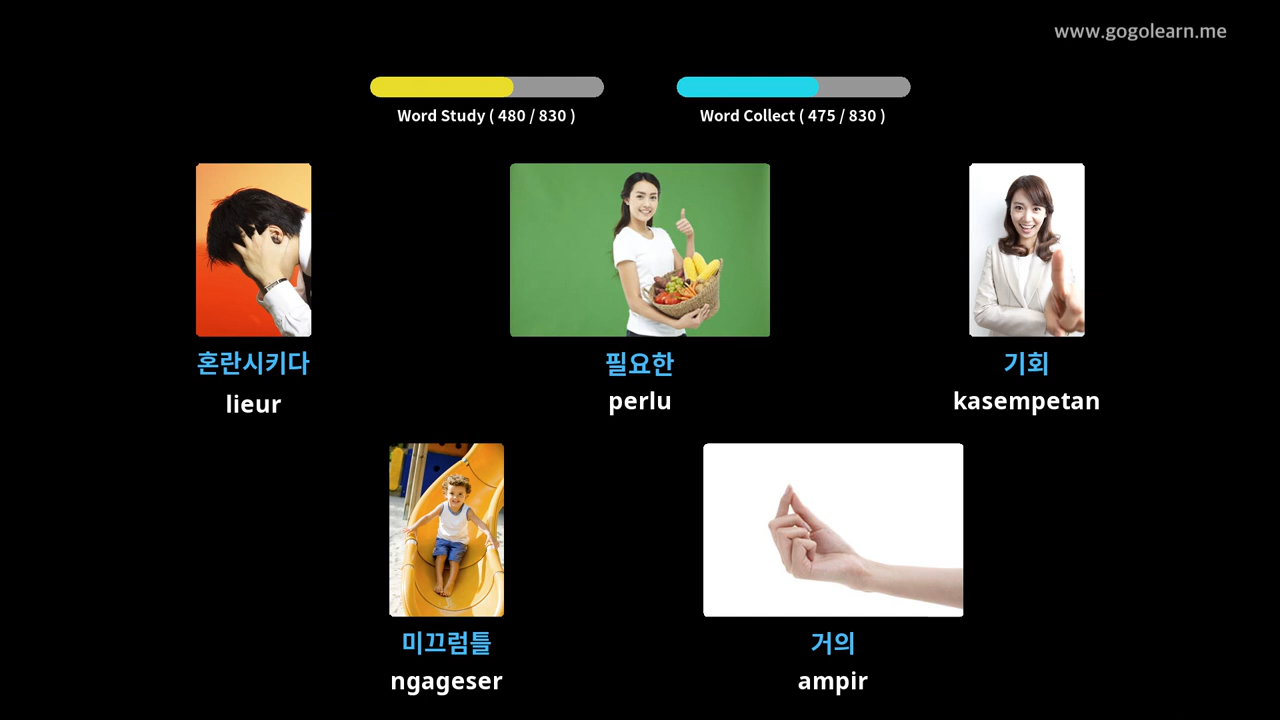 www.gogolearn.me
Word Study ( 480 / 830 )
Word Collect ( 475 / 830 )
혼란시키다
lieur
필요한
perlu
기회
kasempetan
미끄럼틀
ngageser
거의
ampir